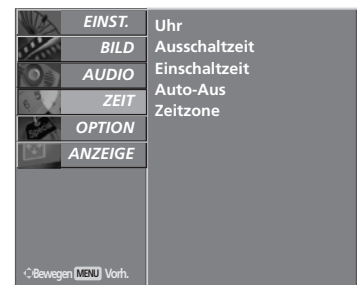 EINST.
BILD
AUDIO
ZEIT
OPTION
ANZEIGE
Uhr
Ausschaltzeit
Einschaltzeit
Auto-Aus
Zeitzone
Bewegen MENU Vorh.